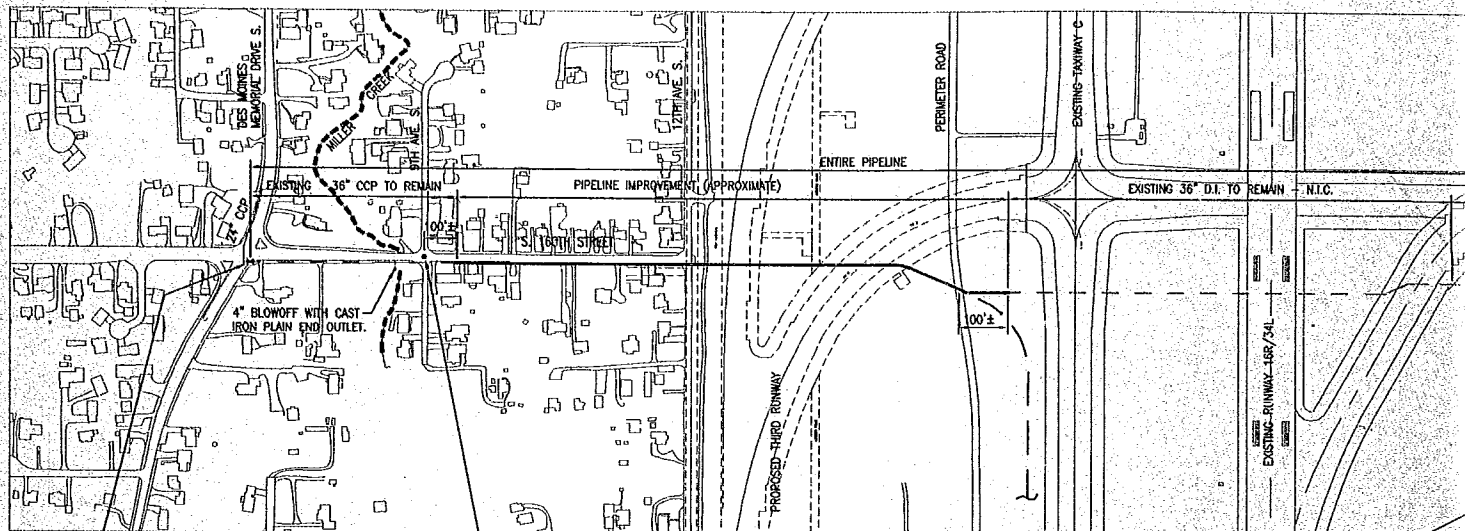 DES MOINES
MEMORIAL DRIVE S.
MILLER
CREEK
9TH AVE. S.
12TH AVE. S.
PERIMETER ROAD
EXISTING TAXIWAY C
ENTIRE PIPELINE
EXISTING 36" CCP TO REMAIN
PIPELINE IMPROVEMENT (APPROXIMATE)
EXISTING 36" D.I. TO REMAIN - N.I.C.
24" CCP
100'±
S. 160TH STREET
4" BLOWOFF WITH CAST
IRON PLAIN END OUTLET.
100'±
PROPOSED THIRD RUNWAY
EXISTING RUNWAY 16R/34L